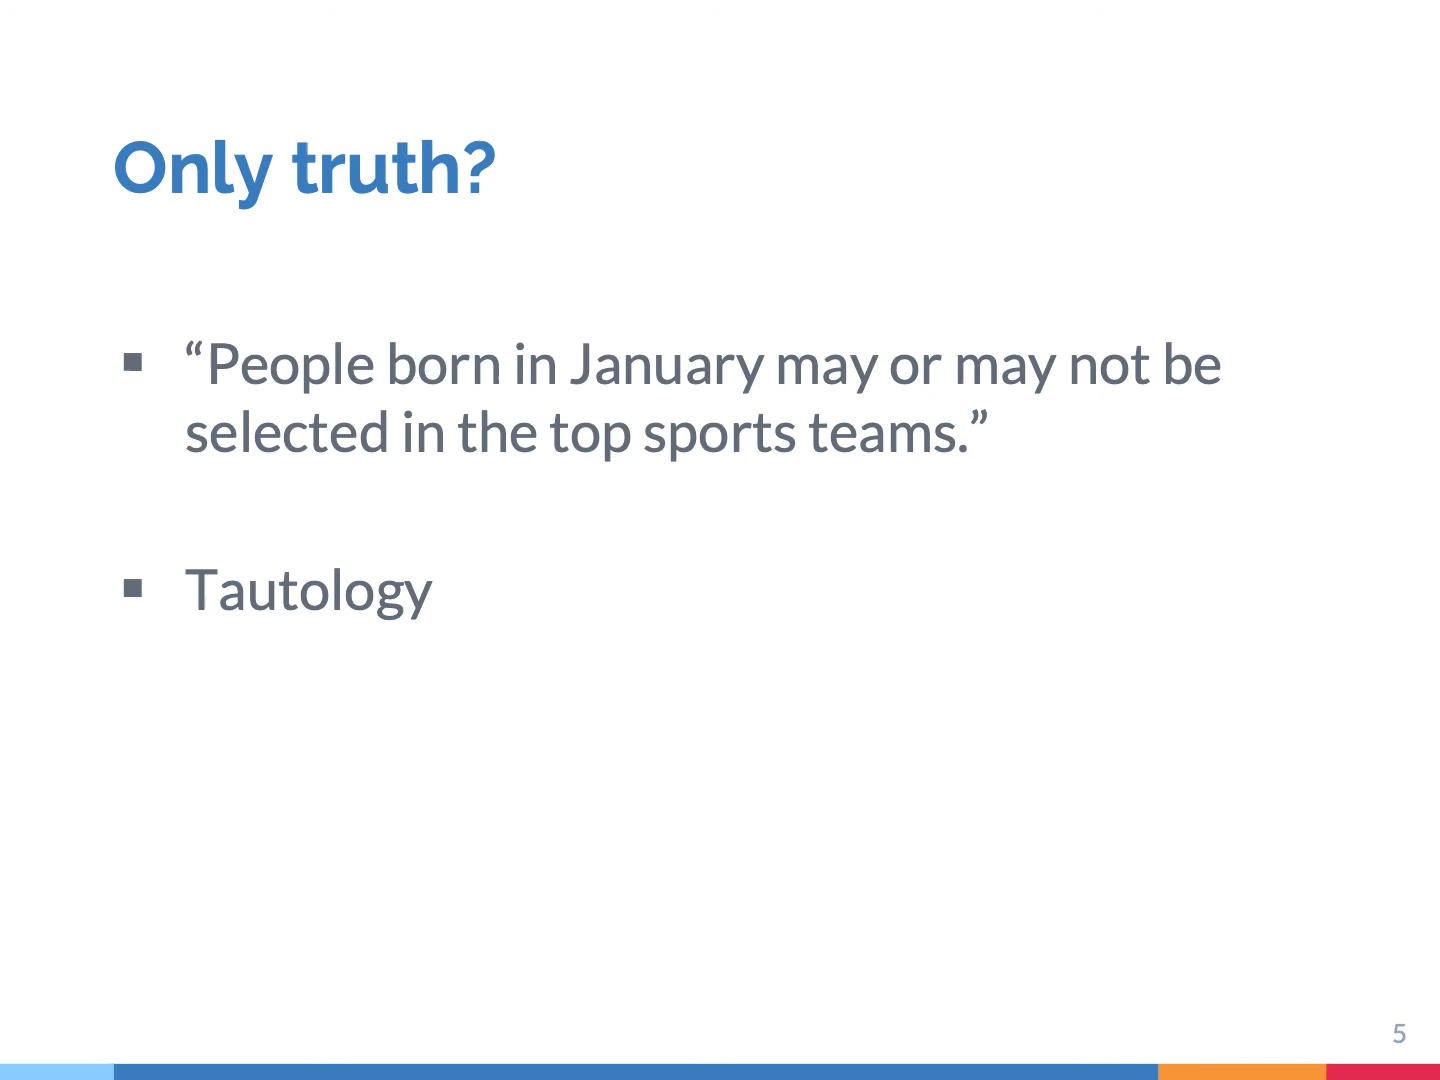 Only truth?
▪ “People born in January may or may not be
selected in the top sports teams.”
▪ Tautology
5